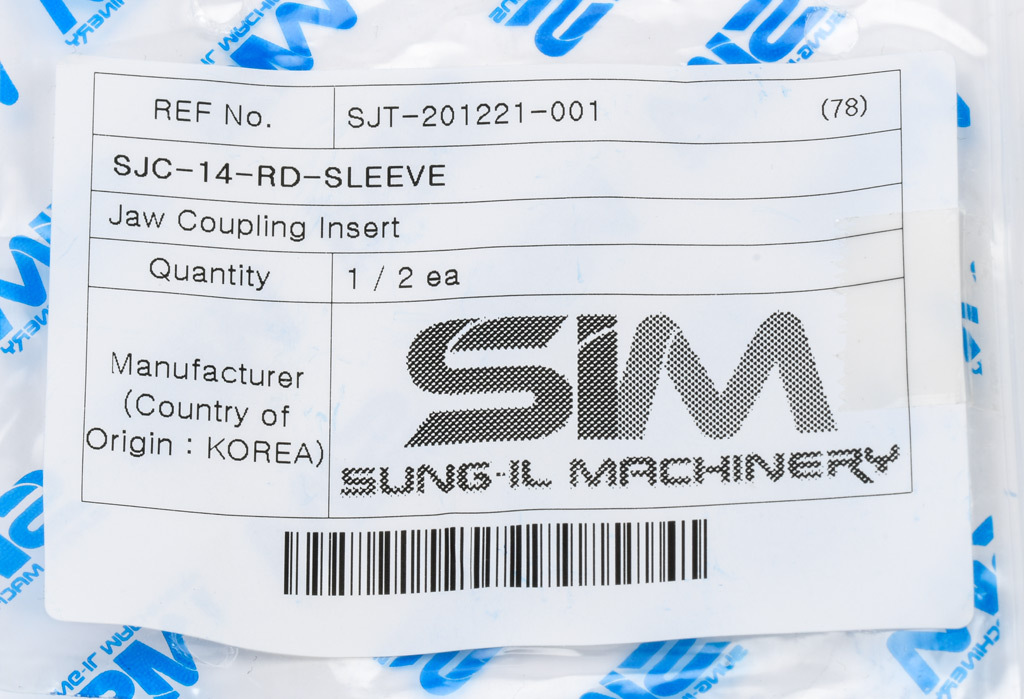 REF No. SJT-201221-001 (78)
SJC-14-RD-SLEEVE
Jaw Coupling Insert
Quantity 1 / 2 ea
Manufacturer
(Country of
Origin : KOREA)
SIM
SUNG-IL MACHINERY